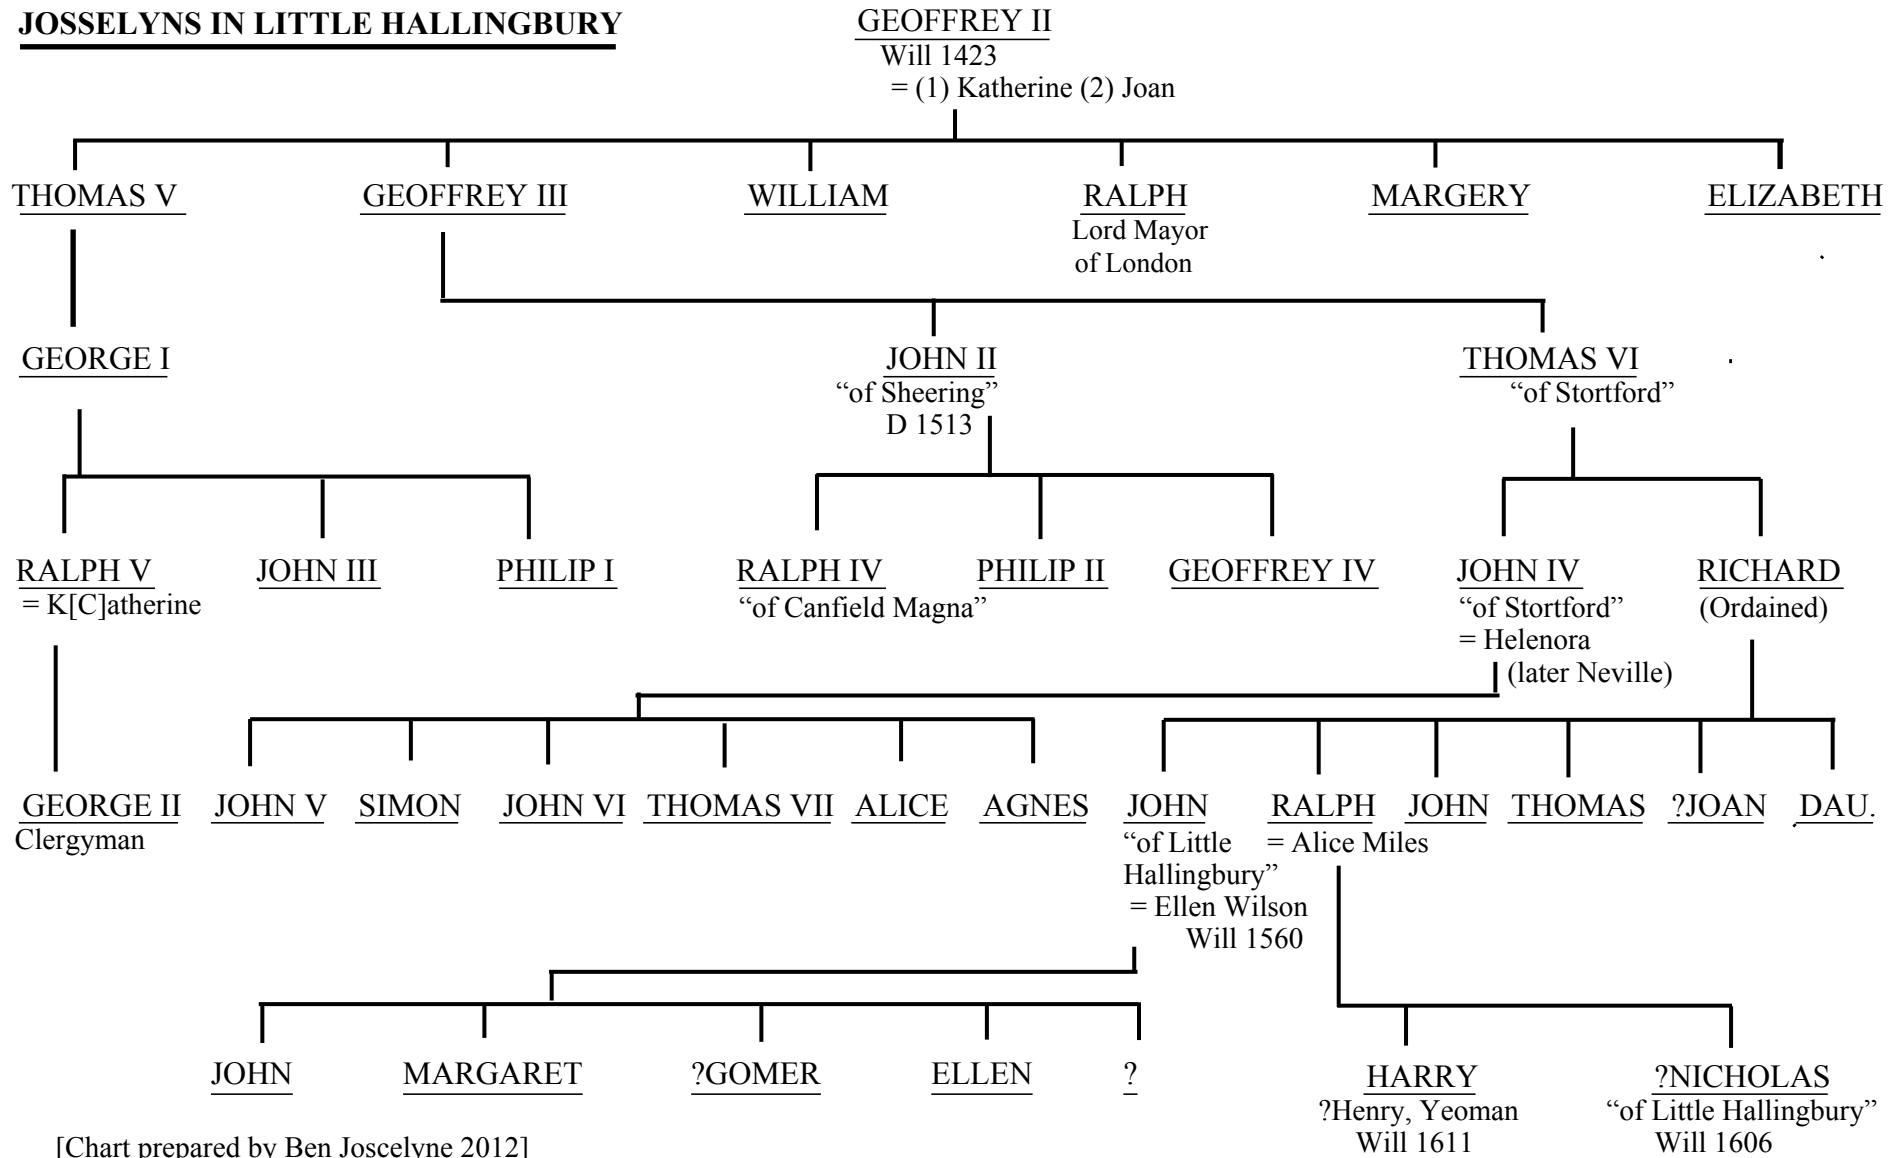 JOSSELYNS IN LITTLE HALLINGBURY
GEOFFREY II
Will 1423
= (1) Katherine (2) Joan
THOMAS V GEOFFREY III WILLIAM RALPH MARGERY ELIZABETH
Lord Mayor
of London
GEORGE I JOHN II THOMAS VI
“of Sheering” “of Stortford”
D 1513
RALPH V JOHN III PHILIP I RALPH IV PHILIP II GEOFFREY IV JOHN IV RICHARD
= K[C]atherine “of Canfield Magna” “of Stortford” (Ordained)
= Helenora
(later Neville)
GEORGE II JOHN V SIMON JOHN VI THOMAS VII ALICE AGNES JOHN RALPH JOHN THOMAS ?JOAN DAU.
Clergyman “of Little = Alice Miles
Hallingbury”
= Ellen Wilson
Will 1560
JOHN MARGARET ?GOMER ELLEN ? HARRY ?NICHOLAS
?Henry, Yeoman “of Little Hallingbury”
Will 1611 Will 1606
[Chart prepared by Ben Joscelyne 2012]